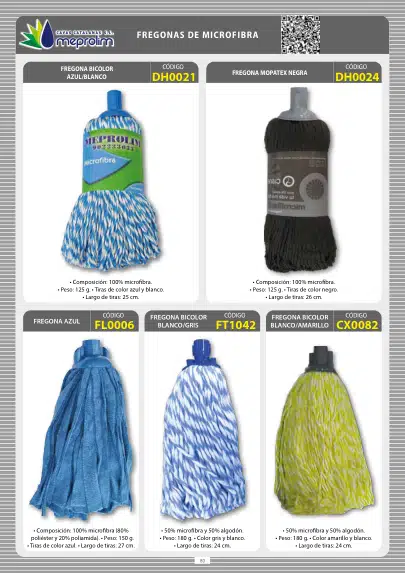 CAYAR CATALANAS S.L.
meprolim
FREGONAS DE MICROFIBRA
FREGONA BICOLOR
AZUL/BLANCO
CÓDIGO
DH0021
FREGONA MOPATEX NEGRA
CÓDIGO
DH0024
MEPROLIM
microfibra
• Composición: 100% microfibra.
• Peso: 125 g. • Tiras de color azul y blanco.
• Largo de tiras: 25 cm.
• Composición: 100% microfibra.
• Peso: 125 g. • Tiras de color negro.
• Largo de tiras: 26 cm.
FREGONA AZUL
CÓDIGO
FL0006
FREGONA BICOLOR
BLANCO/GRIS
CÓDIGO
FT1042
FREGONA BICOLOR
BLANCO/AMARILLO
CÓDIGO
CX0082
• Composición: 100% microfibra (80%
poliéster y 20% poliamida). • Peso: 150 g.
• Tiras de color azul. • Largo de tiras: 27 cm.
• 50% microfibra y 50% algodón.
• Peso: 180 g. • Color gris y blanco.
• Largo de tiras: 24 cm.
• 50% microfibra y 50% algodón.
• Peso: 180 g. • Color amarillo y blanco.
• Largo de tiras: 24 cm.